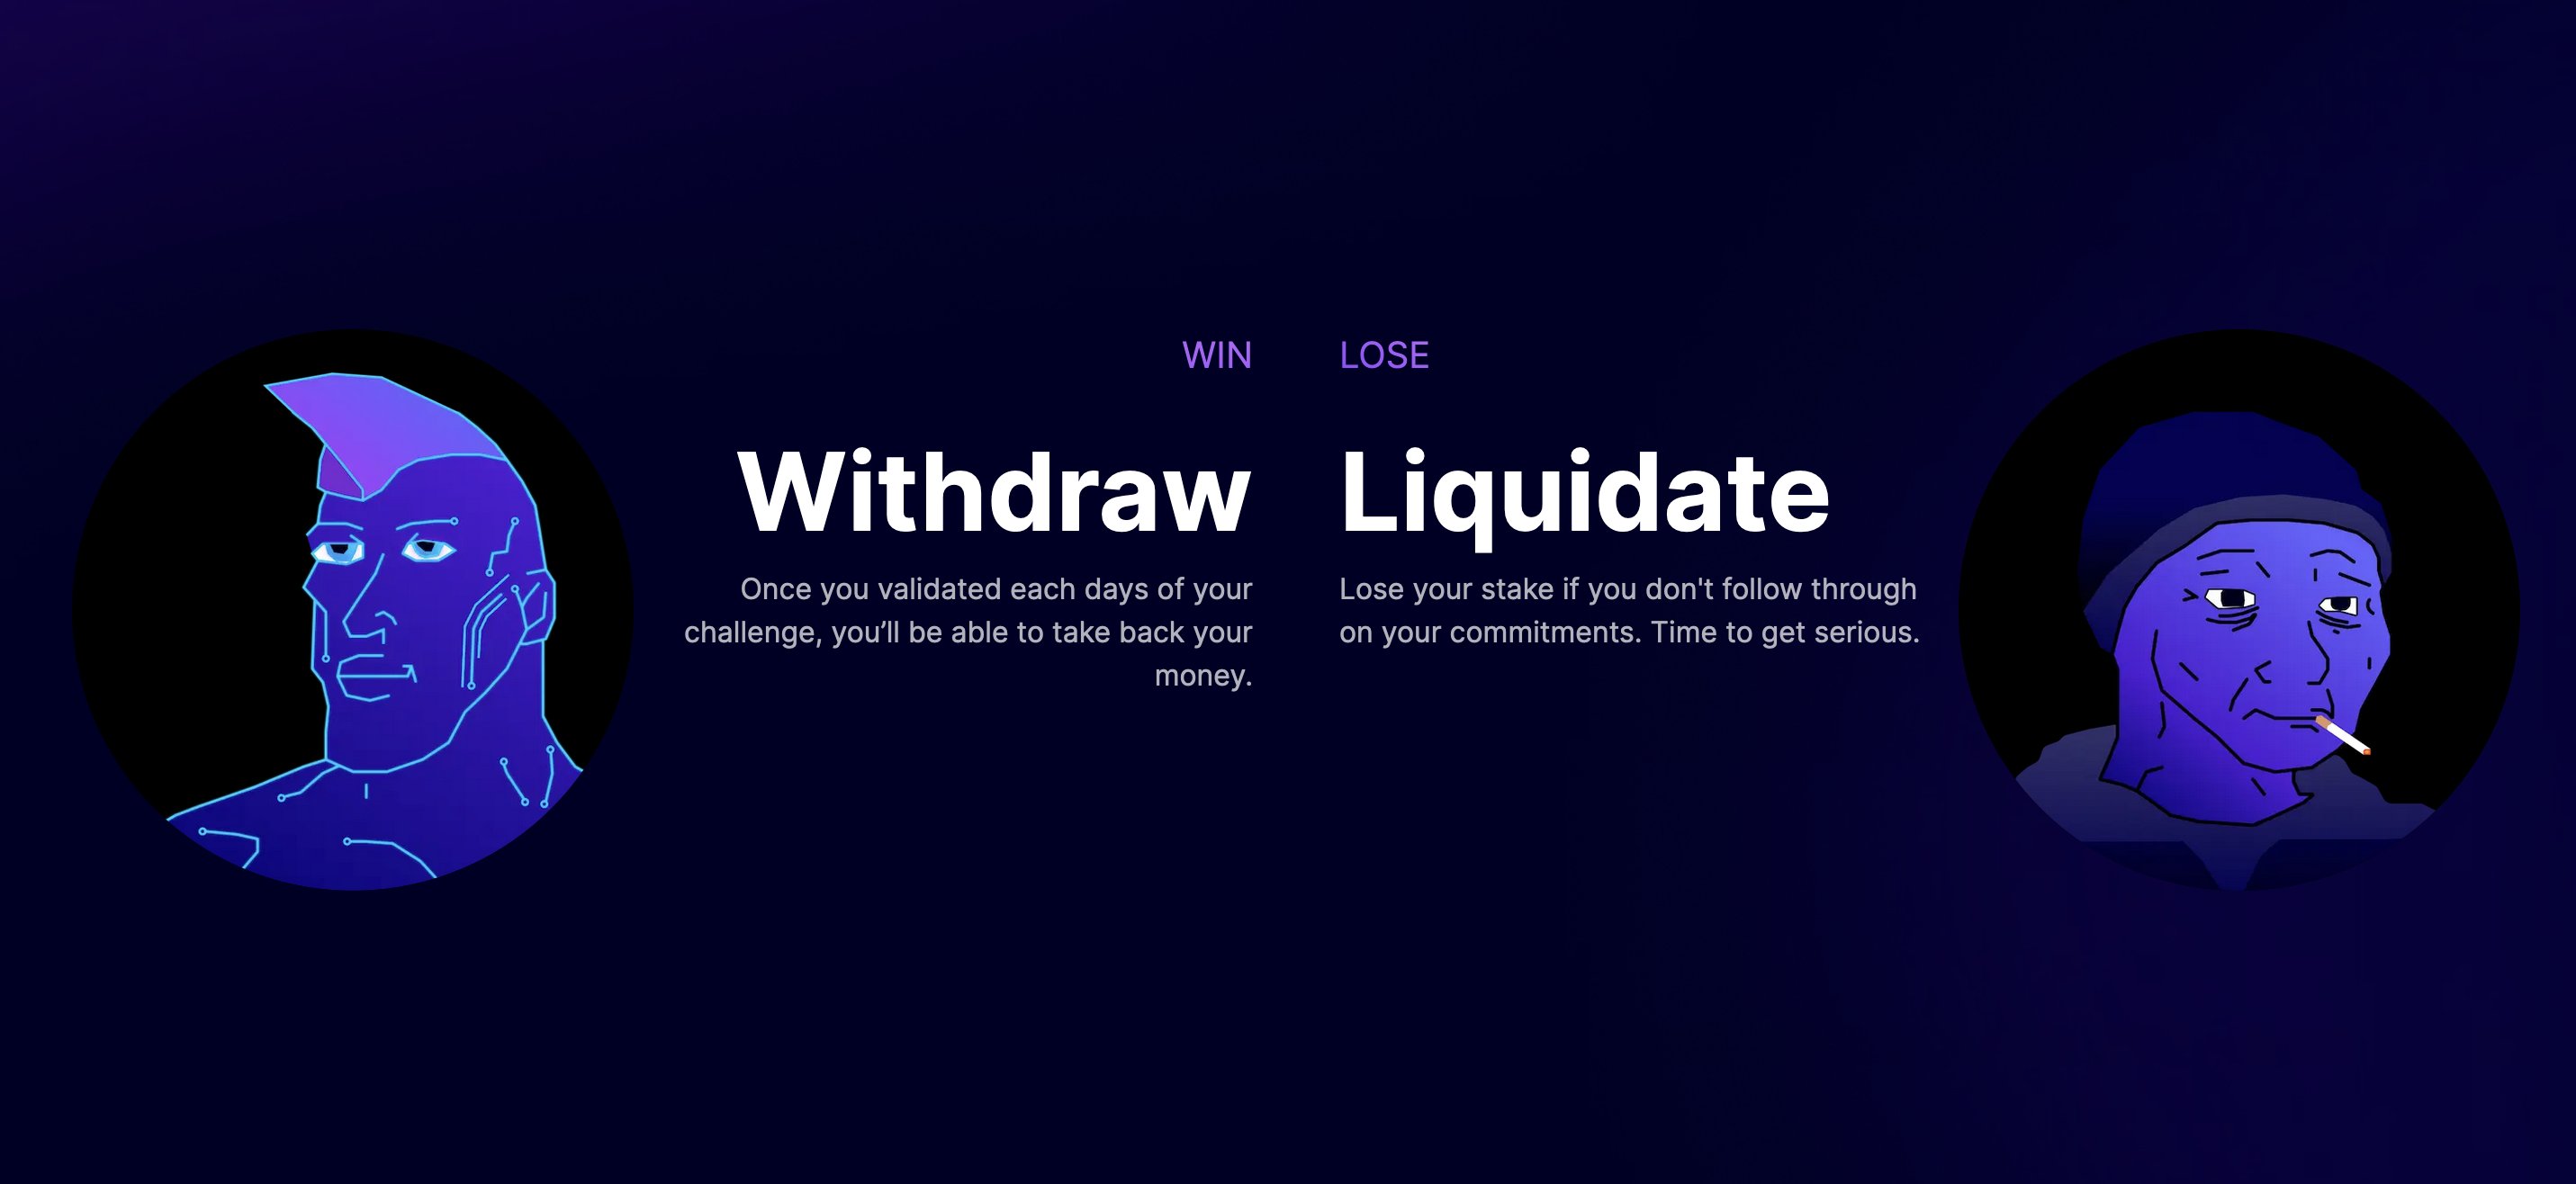 WIN
Withdraw
Once you validated each days of your
challenge, you’ll be able to take back your
money.
LOSE
Liquidate
Lose your stake if you don't follow through
on your commitments. Time to get serious.